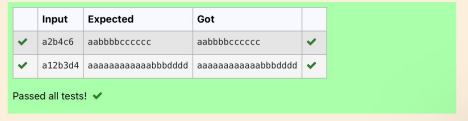 Input Expected Got
a2b4c6 aabbbbcccccc aabbbbcccccc
a12b3d4 aaaaaaaaaaaabbbdddd aaaaaaaaaaaabbbdddd
Passed all tests!